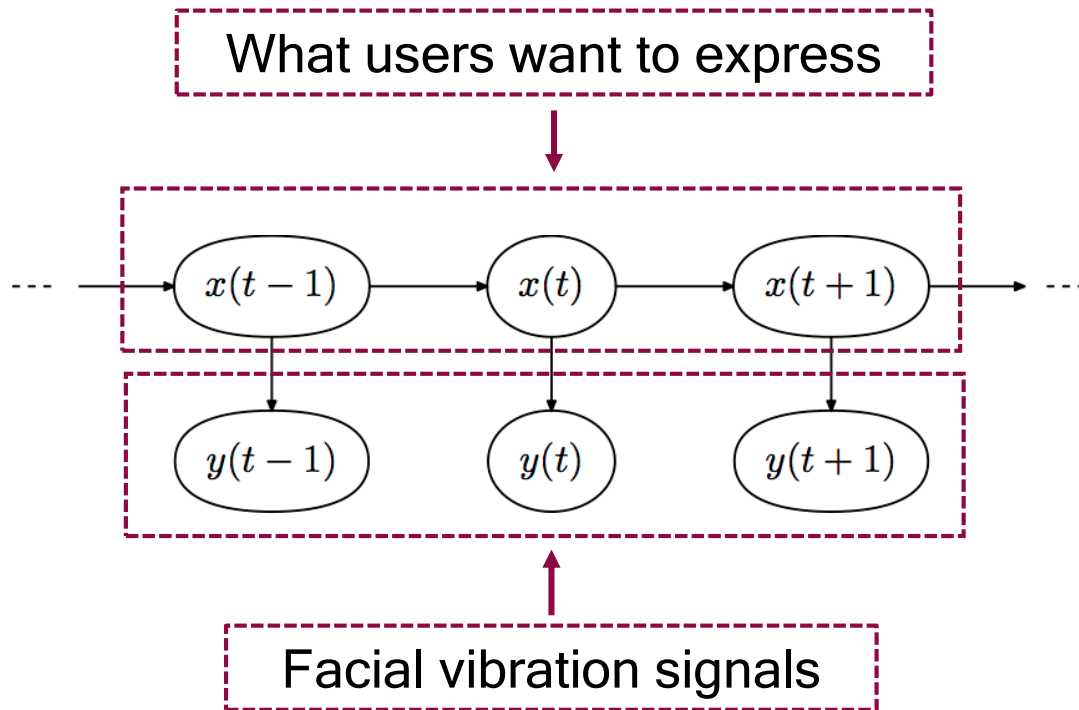 What users want to express
x(t − 1) x(t) x(t + 1)
y(t − 1) y(t) y(t + 1)
Facial vibration signals